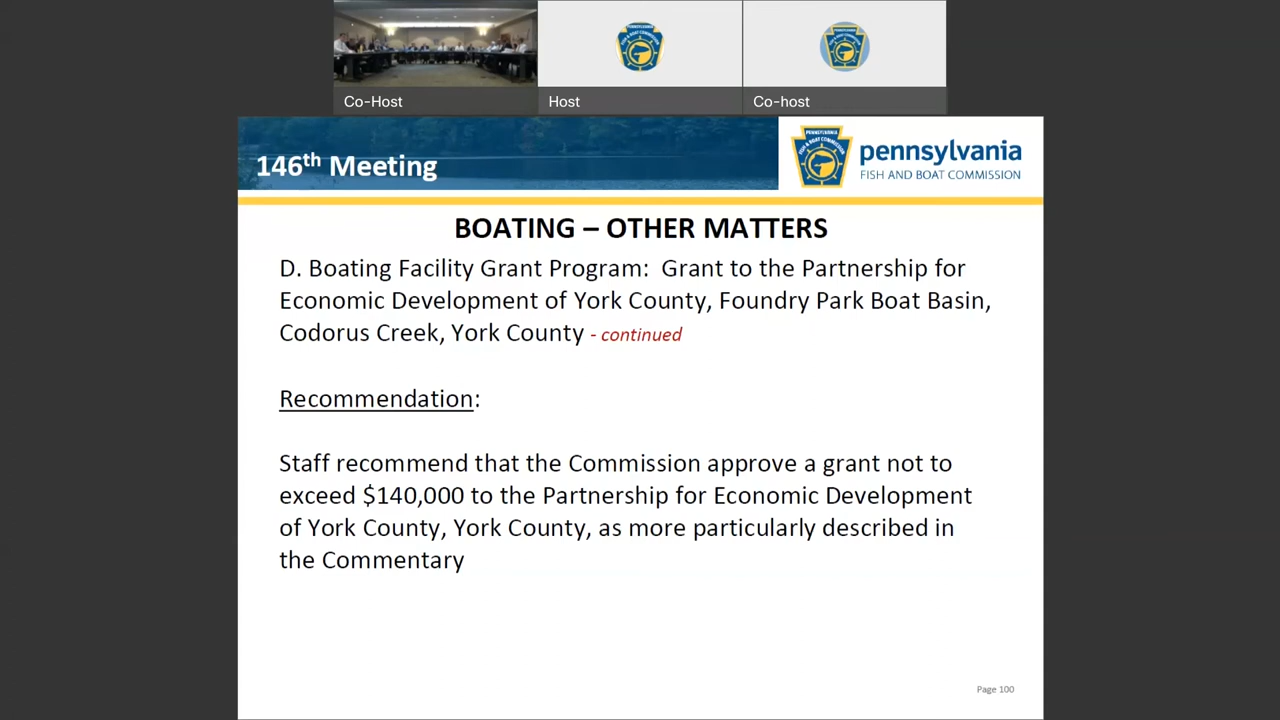 Co-Host
Host
Co-host
146th Meeting
pennsylvania
FISH AND BOAT COMMISSION
BOATING – OTHER MATTERS
D. Boating Facility Grant Program: Grant to the Partnership for
Economic Development of York County, Foundry Park Boat Basin,
Codorus Creek, York County - continued
Recommendation:
Staff recommend that the Commission approve a grant not to
exceed $140,000 to the Partnership for Economic Development
of York County, York County, as more particularly described in
the Commentary
Page 100